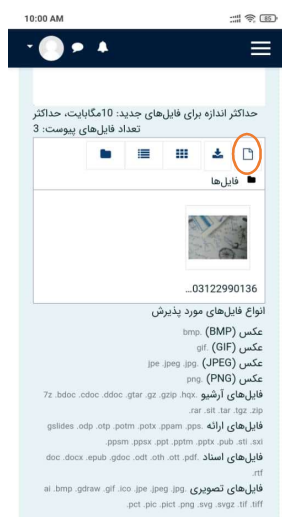 10:00 AM
85
حداکثر اندازه برای فایل‌های جدید: 10مگابایت، حداکثر
تعداد فایل‌های پیوست: 3
فایل‌ها
03122990136...
انواع فایل‌های مورد پذیرش
عکس (BMP) .bmp
عکس (GIF) .gif
عکس (JPEG) .jpe .jpeg .jpg
عکس (PNG) .png
فایل‌های آرشیو .7z .bdoc .cdoc .ddoc .gtar .gz .gzip .hqx
.rar .sit .tar .tgz .zip
فایل‌های ارائه .gslides .odp .otp .potm .potx .ppam .pps
.ppsm .ppsx .ppt .pptm .pptx .pub .sti .sxi
فایل‌های اسناد .doc .docx .epub .gdoc .odt .oth .ott .pdf
.rtf
فایل‌های تصویری .ai .bmp .gdraw .gif .ico .jpe .jpeg .jpg
.pct .pic .pict .png .svg .svgz .tif .tiff